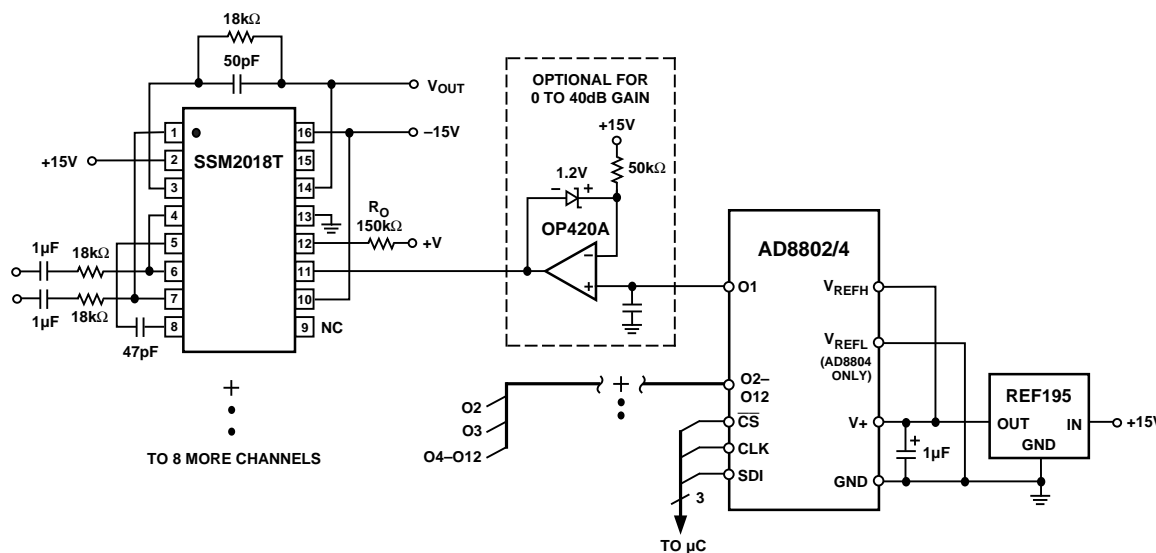 18kΩ
50pF
VOUT
–15V
+15V
SSM2018T
1
2
3
4
5
6
7
8
16
15
14
13
12
11
10
9
NC
RO
150kΩ
+V
1µF
18kΩ
1µF
18kΩ
47pF
+
TO 8 MORE CHANNELS
OPTIONAL FOR
0 TO 40dB GAIN
+15V
50kΩ
1.2V
– +
OP420A
–
+
AD8802/4
O1
VREFH
VREFL
(AD8804
ONLY)
O2–
O12
CS
CLK
SDI
V+
GND
+
1µF
REF195
OUT IN
GND
+15V
+
O2
O3
O4–O12
3
TO µC